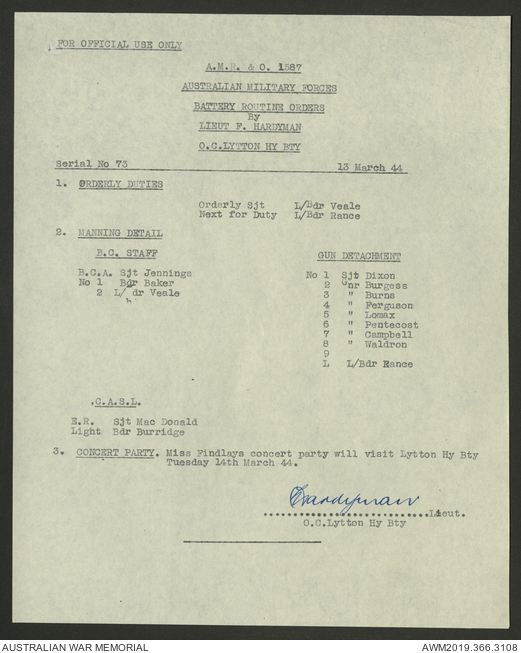 FOR OFFICIAL USE ONLY
A.M.R. & O. 1587
AUSTRALIAN MILITARY FORCES
BATTERY ROUTINE ORDERS
By
LIEUT F. HARDYMAN
O.C.LYTTON HY BTY
Serial No 73 13 March 44
1. ORDERLY DUTIES
Orderly Sjt L/Bdr Veale
Next for Duty L/Bdr Rance
2. MANNING DETAIL
B.C. STAFF
B.C.A. Sjt Jennings
No 1 Bdr Baker
2 L/ dr Veale
GUN DETACHMENT
No 1 Sjt Dixon
2 Gnr Burgess
3 " Burns
4 " Ferguson
5 " Lomax
6 " Pentecost
7 " Campbell
8 " Waldron
9
L L/Bdr Rance
.C.A.S.L.
E.R. Sjt Mac Donald
Light Bdr Burridge
3. CONCERT PARTY. Miss Findlays concert party will visit Lytton Hy Bty
Tuesday 14th March 44.
Hardyman
..............................Lieut.
O.C.Lytton Hy Bty
AUSTRALIAN WAR MEMORIAL AWM2019.366.3108